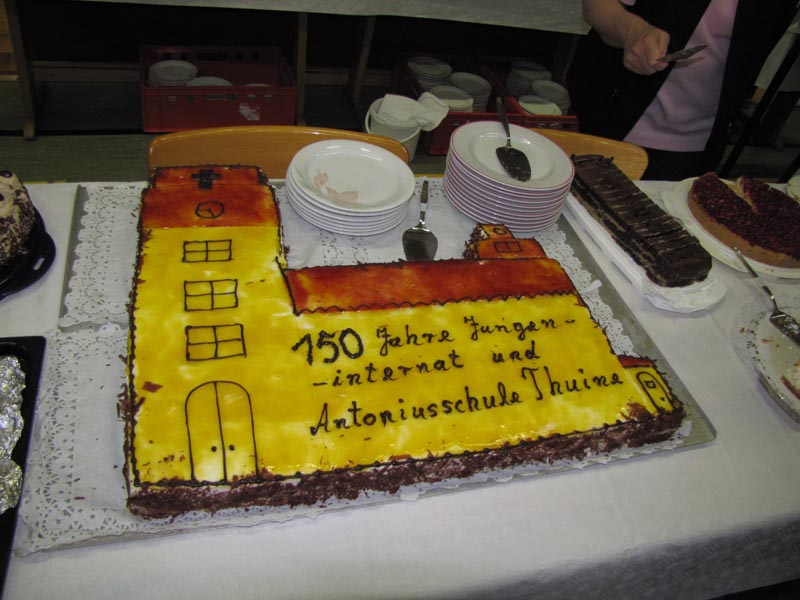 150 Jahre Jungen-
-internat und
Antoniusschule Thuine